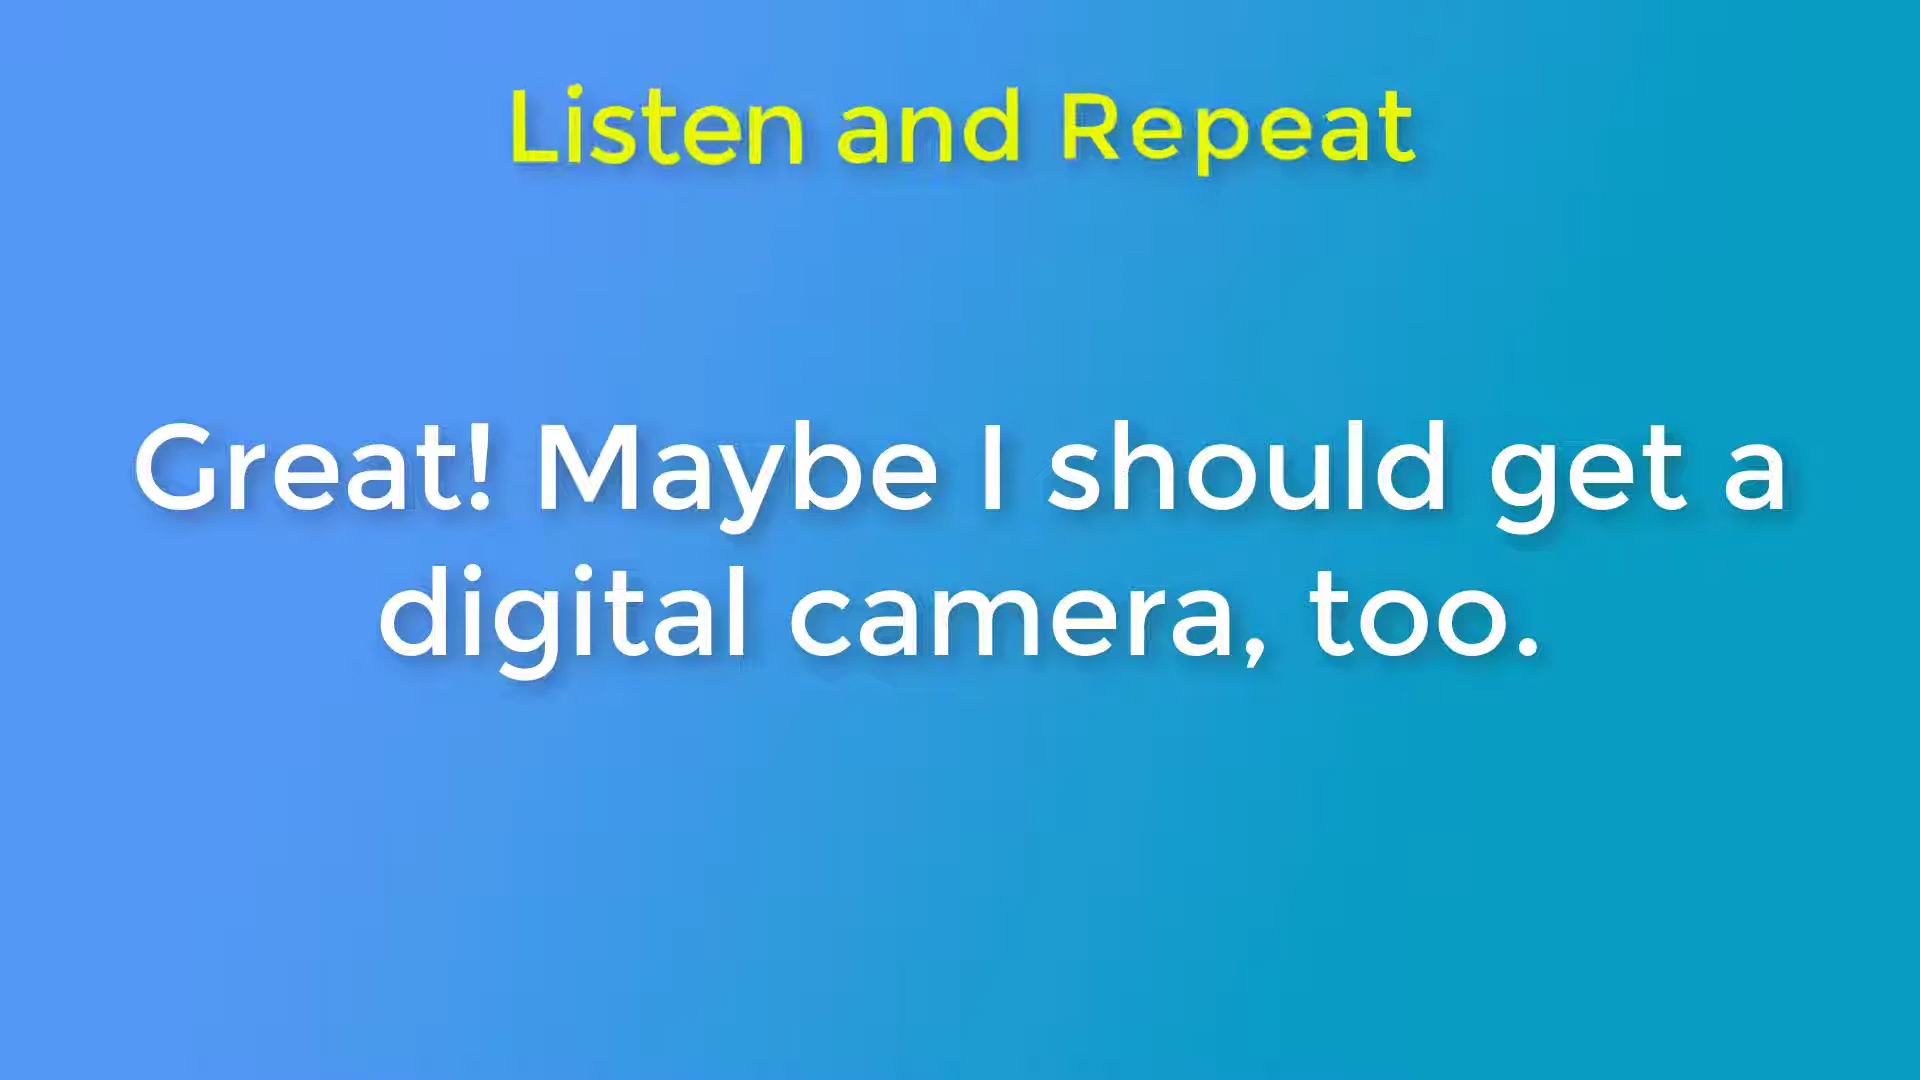 Listen and Repeat
Great! Maybe I should get a
digital camera, too.